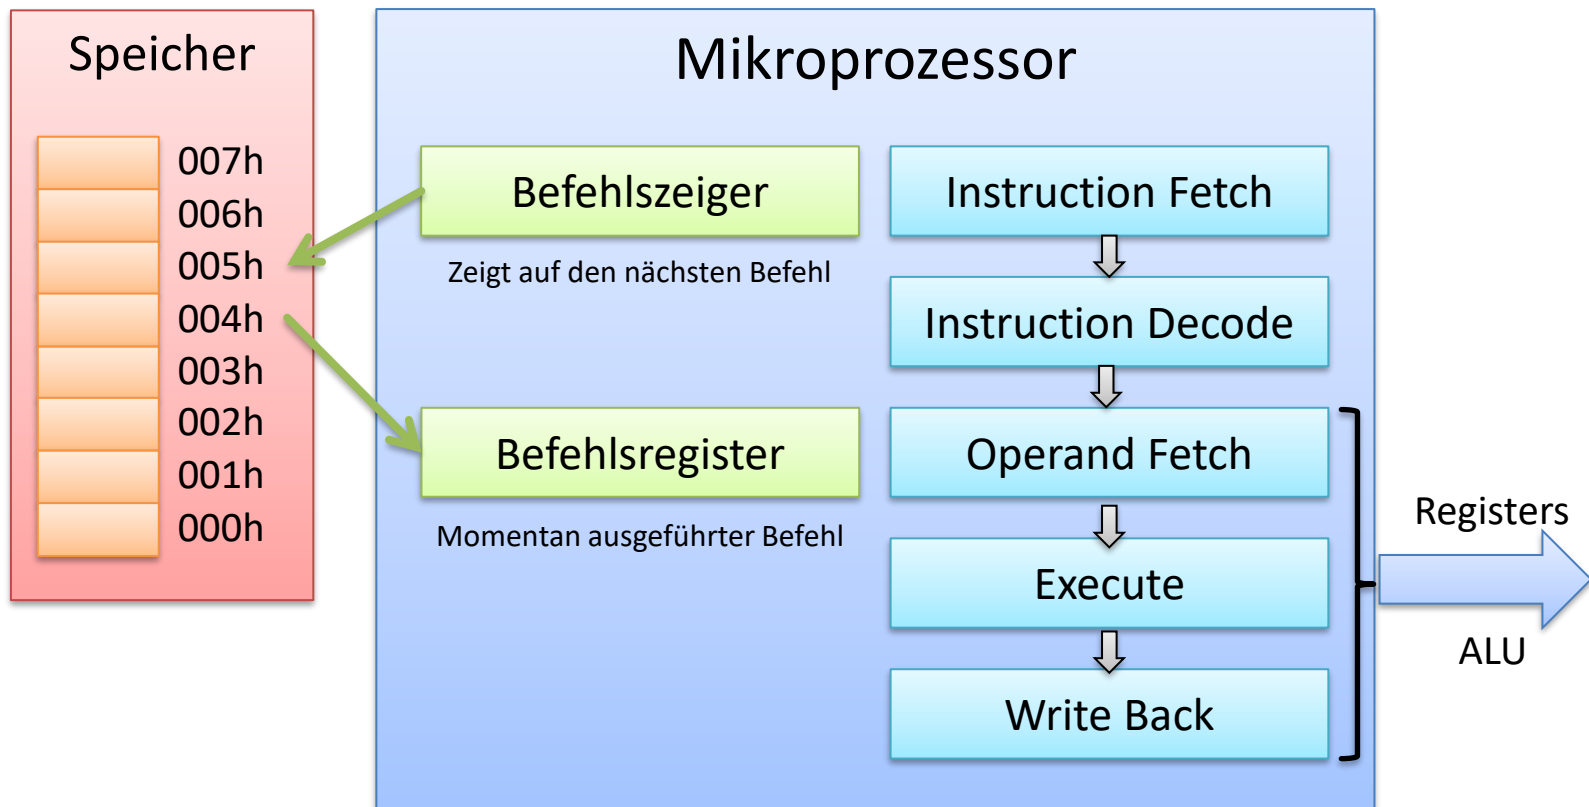 Speicher
007h
006h
005h
004h
003h
002h
001h
000h
Mikroprozessor
Befehlszeiger
Zeigt auf den nächsten Befehl
Befehlsregister
Momentan ausgeführter Befehl
Instruction Fetch
Instruction Decode
Operand Fetch
Execute
Write Back
Registers
ALU